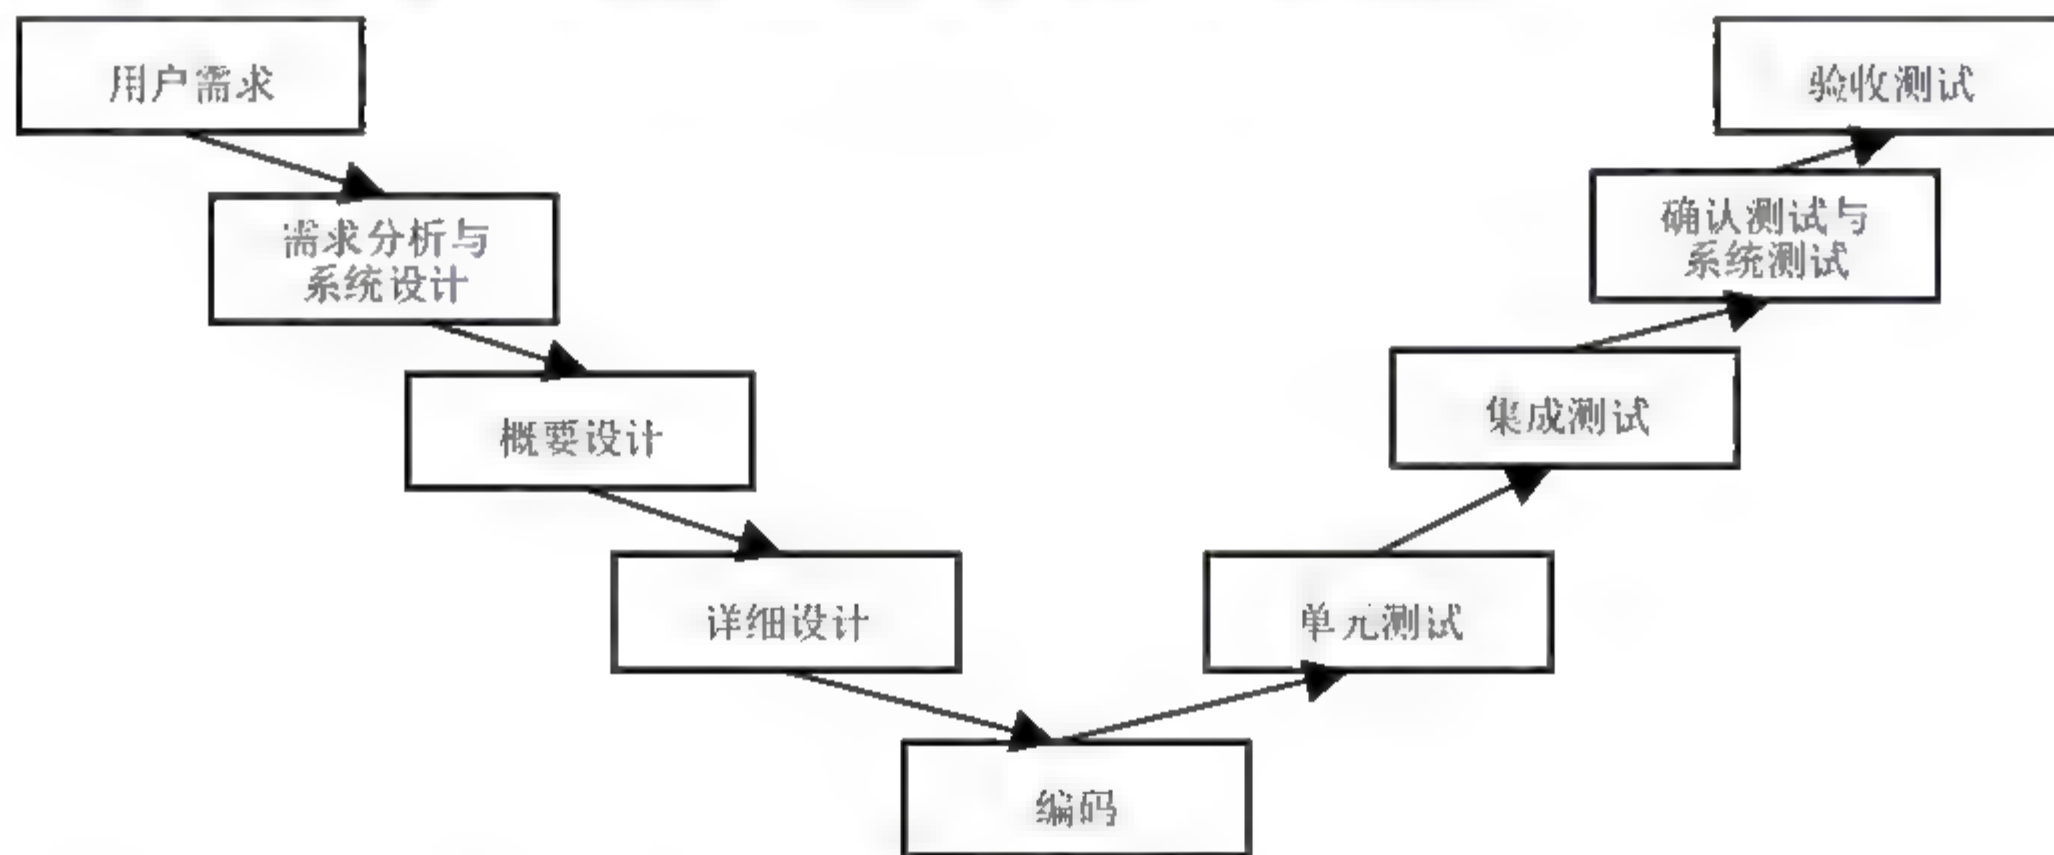 用户需求
验收测试
需求分析与
系统设计
确认测试与
系统测试
概要设计
集成测试
详细设计
单元测试
编码